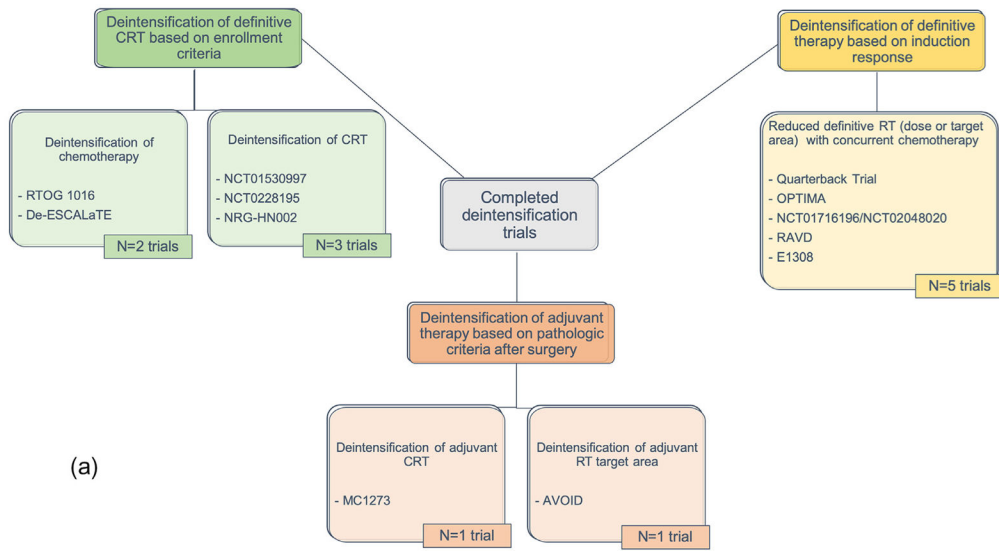 Deintensification of definitive
CRT based on enrollment
criteria
Deintensification of
chemotherapy
- RTOG 1016
- De-ESCALaTE
N=2 trials
Deintensification of CRT
- NCT01530997
- NCT0228195
- NRG-HN002
N=3 trials
Completed
deintensification
trials
Deintensification of definitive
therapy based on induction
response
Reduced definitive RT (dose or target
area) with concurrent chemotherapy
- Quarterback Trial
- OPTIMA
- NCT01716196/NCT02048020
- RAVD
- E1308
N=5 trials
Deintensification of adjuvant
therapy based on pathologic
criteria after surgery
Deintensification of adjuvant
CRT
- MC1273
N=1 trial
Deintensification of adjuvant
RT target area
- AVOID
N=1 trial
(a)